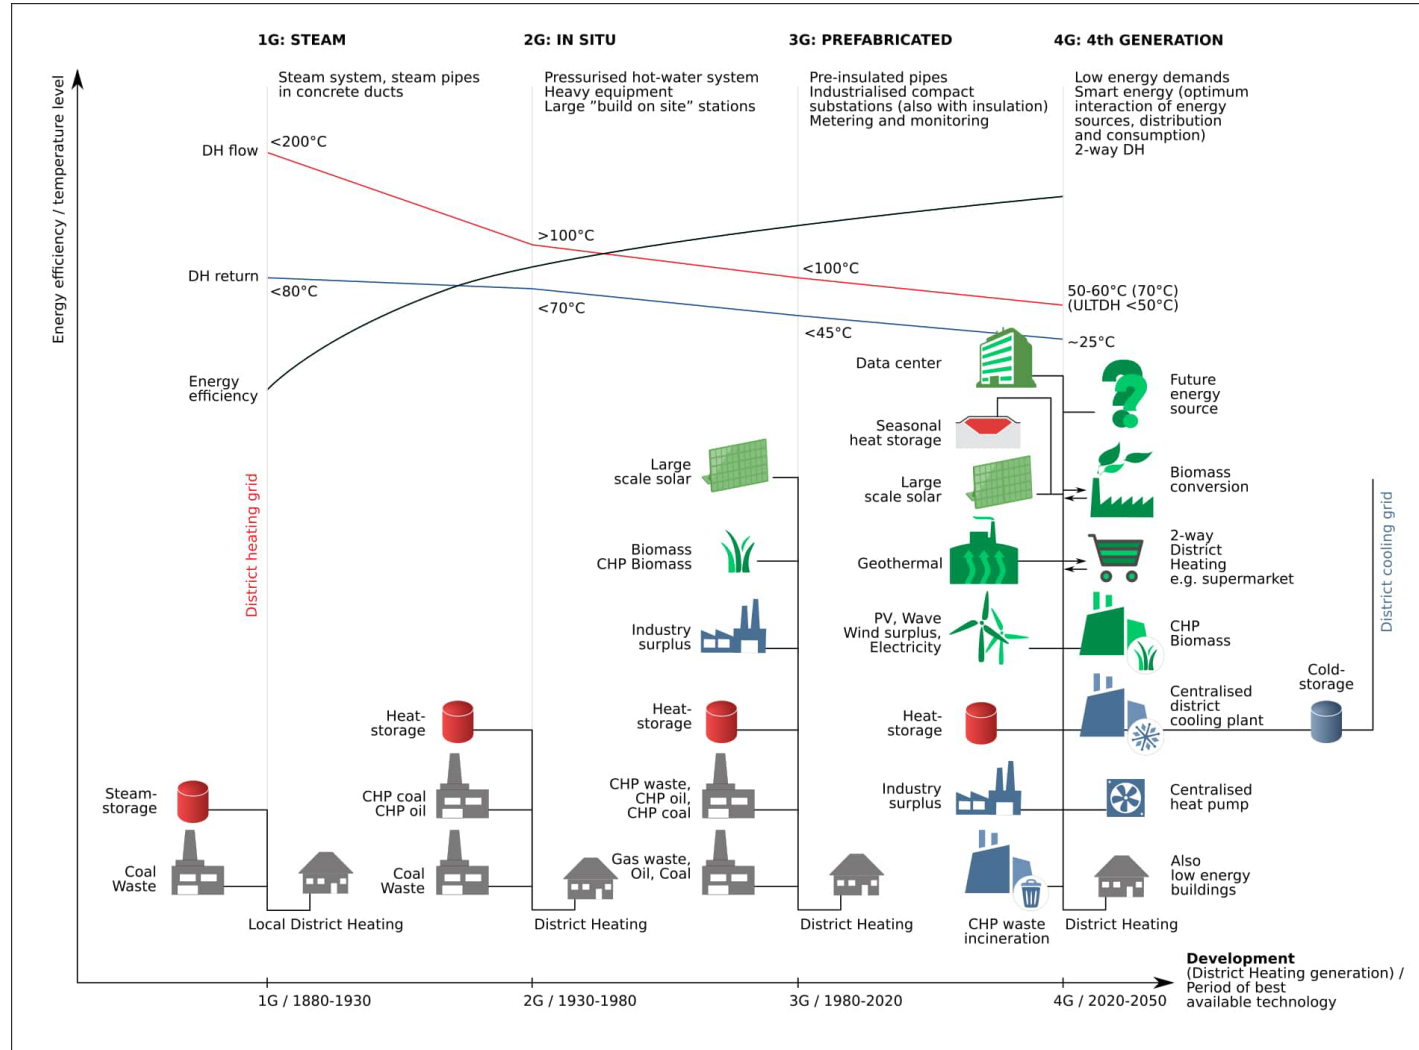 1G: STEAM
2G: IN SITU
3G: PREFABRICATED
4G: 4th GENERATION
Steam system, steam pipes
in concrete ducts
Pressurised hot-water system
Heavy equipment
Large ”build on site” stations
Pre-insulated pipes
Industrialised compact
substations (also with insulation)
Metering and monitoring
Low energy demands
Smart energy (optimum
interaction of energy
sources, distribution
and consumption)
2-way DH
Energy efficiency / temperature level
DH flow
<200°C
>100°C
<100°C
50-60°C (70°C)
(ULTDH <50°C)
DH return
<80°C
<70°C
<45°C
~25°C
Energy
efficiency
District heating grid
Steam-
storage
Coal
Waste
Local District Heating
Heat-
storage
CHP coal
CHP oil
Coal
Waste
District Heating
Large
scale solar
Biomass
CHP Biomass
Industry
surplus
Heat-
storage
CHP waste,
CHP oil,
CHP coal
Gas waste,
Oil, Coal
District Heating
Data center
Seasonal
heat storage
Large
scale solar
Geothermal
PV, Wave
Wind surplus,
Electricity
Heat-
storage
Industry
surplus
CHP waste
incineration
Future
energy
source
Biomass
conversion
2-way
District
Heating
e.g. supermarket
CHP
Biomass
Centralised
district
cooling plant
Centralised
heat pump
Also
low energy
buildings
District Heating
Cold-
storage
District cooling grid
Development
(District Heating generation) /
Period of best
available technology
1G / 1880-1930
2G / 1930-1980
3G / 1980-2020
4G / 2020-2050